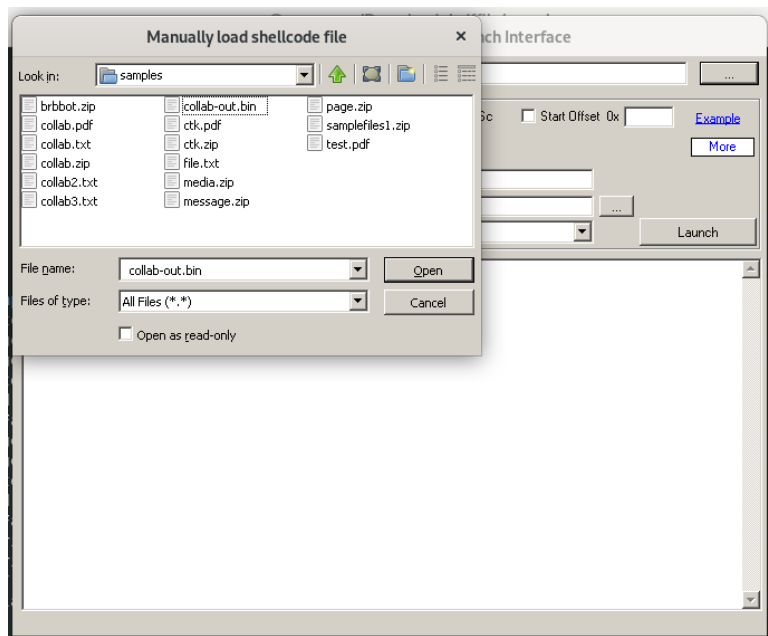 Manually load shellcode file ×
nch Interface
Look in: samples
...
brbbot.zip collab-out.bin page.zip
collab.pdf ctk.pdf samplefiles1.zip
collab.txt ctk.zip test.pdf
collab.zip file.txt
collab2.txt media.zip
collab3.txt message.zip
Sc Start Offset 0x Example
More
...
Launch
File name: collab-out.bin Open
Files of type: All Files (*.*) Cancel
Open as read-only